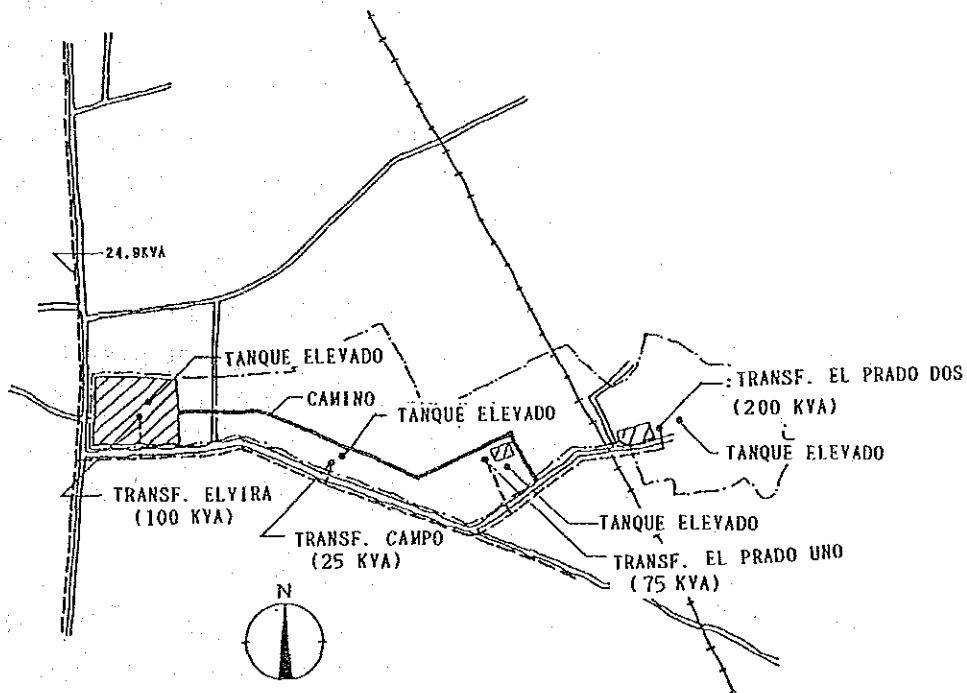 24.9KVA
TANQUE ELEVADO
CAMINO
TANQUE ELEVADO
TRANSF. EL PRADO DOS
(200 KVA)
TANQUE ELEVADO
TRANSF. ELVIRA
(100 KVA)
TRANSF. CAMPO
(25 KVA)
TANQUE ELEVADO
TRANSF. EL PRADO UNO
(75 KVA)
N